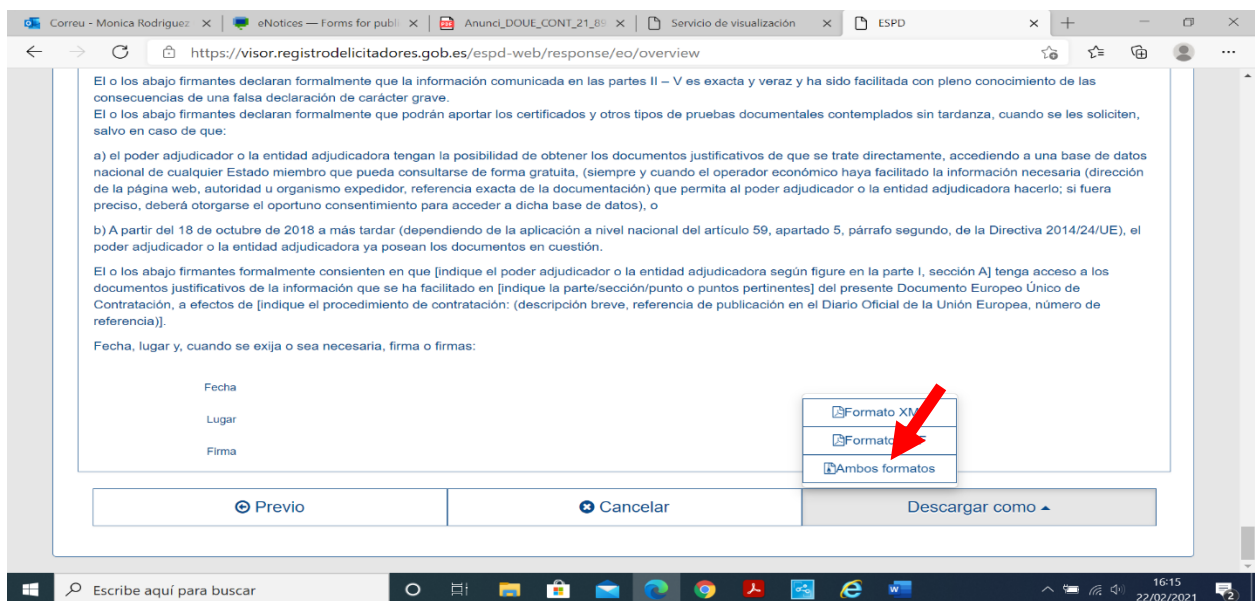 Correu - Monica Rodriguez
eNotices — Forms for publi
Anunci_DOUE_CONT_21_89
Servicio de visualización
ESPD
https://visor.registrodelicitadores.gob.es/espd-web/response/eo/overview
El o los abajo firmantes declaran formalmente que la información comunicada en las partes II – V es exacta y veraz y ha sido facilitada con pleno conocimiento de las
consecuencias de una falsa declaración de carácter grave.
El o los abajo firmantes declaran formalmente que podrán aportar los certificados y otros tipos de pruebas documentales contemplados sin tardanza, cuando se les soliciten,
salvo en caso de que:
a) el poder adjudicador o la entidad adjudicadora tengan la posibilidad de obtener los documentos justificativos de que se trate directamente, accediendo a una base de datos
nacional de cualquier Estado miembro que pueda consultarse de forma gratuita, (siempre y cuando el operador económico haya facilitado la información necesaria (dirección
de la página web, autoridad u organismo expedidor, referencia exacta de la documentación) que permita al poder adjudicador o la entidad adjudicadora hacerlo; si fuera
preciso, deberá otorgarse el oportuno consentimiento para acceder a dicha base de datos), o
b) A partir del 18 de octubre de 2018 a más tardar (dependiendo de la aplicación a nivel nacional del artículo 59, apartado 5, párrafo segundo, de la Directiva 2014/24/UE), el
poder adjudicador o la entidad adjudicadora ya posean los documentos en cuestión.
El o los abajo firmantes formalmente consienten en que [indique el poder adjudicador o la entidad adjudicadora según figure en la parte I, sección A] tenga acceso a los
documentos justificativos de la información que se ha facilitado en [indique la parte/sección/punto o puntos pertinentes] del presente Documento Europeo Único de
Contratación, a efectos de [indique el procedimiento de contratación: (descripción breve, referencia de publicación en el Diario Oficial de la Unión Europea, número de
referencia)].
Fecha, lugar y, cuando se exija o sea necesaria, firma o firmas:
Fecha
Lugar
Firma
Formato XM
Formato
Ambos formatos
Previo
Cancelar
Descargar como
Escribe aquí para buscar
16:15
22/02/2021
2